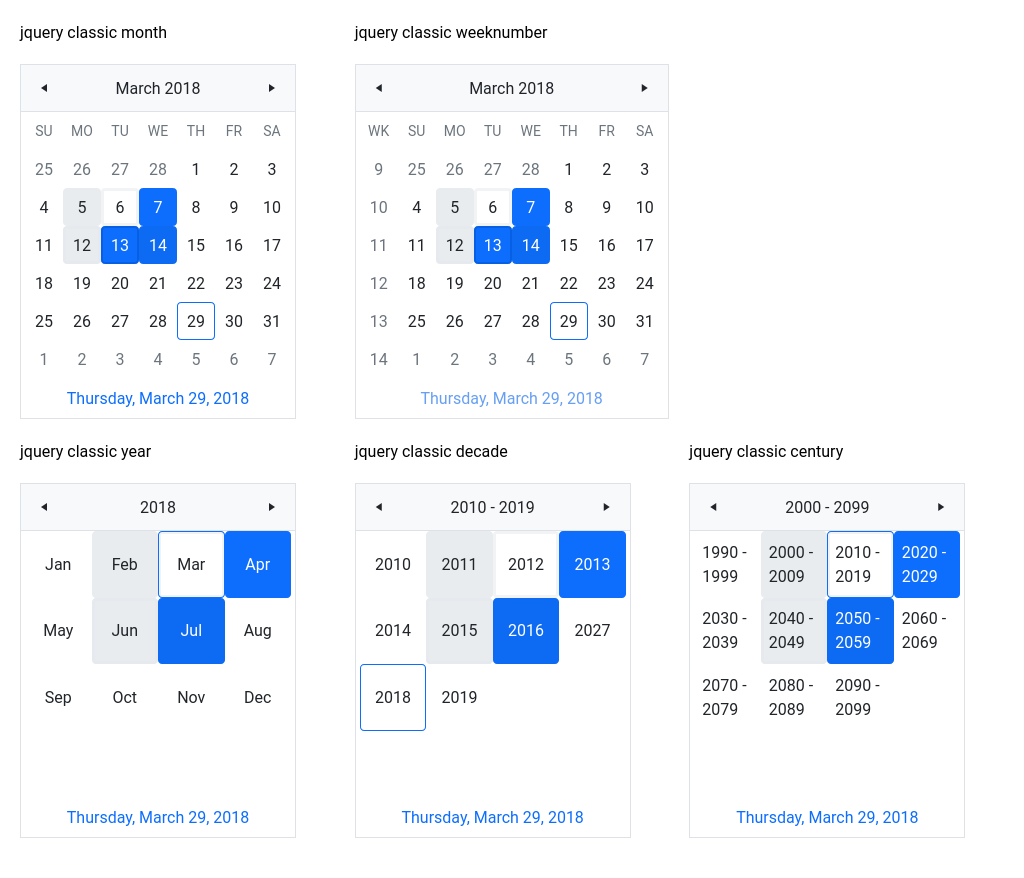 jquery classic month
jquery classic weeknumber
◄ March 2018 ►
SU MO TU WE TH FR SA
25 26 27 28 1 2 3
4 5 6 7 8 9 10
11 12 13 14 15 16 17
18 19 20 21 22 23 24
25 26 27 28 29 30 31
1 2 3 4 5 6 7
Thursday, March 29, 2018
◄ March 2018 ►
WK SU MO TU WE TH FR SA
9 25 26 27 28 1 2 3
10 4 5 6 7 8 9 10
11 11 12 13 14 15 16 17
12 18 19 20 21 22 23 24
13 25 26 27 28 29 30 31
14 1 2 3 4 5 6 7
Thursday, March 29, 2018
jquery classic year
jquery classic decade
jquery classic century
◄ 2018 ►
Jan Feb Mar Apr
May Jun Jul Aug
Sep Oct Nov Dec
Thursday, March 29, 2018
◄ 2010 - 2019 ►
2010 2011 2012 2013
2014 2015 2016 2027
2018 2019
Thursday, March 29, 2018
◄ 2000 - 2099 ►
1990 - 2000 - 2010 - 2020 -
1999 2009 2019 2029
2030 - 2040 - 2050 - 2060 -
2039 2049 2059 2069
2070 - 2080 - 2090 -
2079 2089 2099
Thursday, March 29, 2018